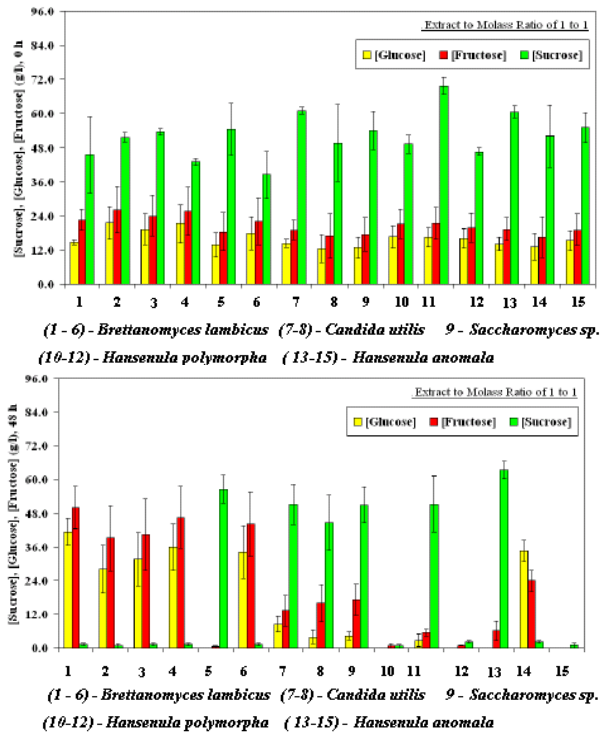 96.0
84.0
72.0
60.0
48.0
36.0
24.0
12.0
0.0
[Sucrose], [Glucose], [Fructose] (g/l), 0 h
Extract to Molass Ratio of 1 to 1
[Glucose] [Fructose] [Sucrose]
1 2 3 4 5 6 7 8 9 10 11 12 13 14 15
(1 - 6) - Brettanomyces lambicus (7-8) - Candida utilis 9 - Saccharomyces sp.
(10-12) - Hansenula polymorpha (13-15) - Hansenula anomala
96.0
84.0
72.0
60.0
48.0
36.0
24.0
12.0
0.0
[Sucrose], [Glucose], [Fructose] (g/l), 48 h
Extract to Molass Ratio of 1 to 1
[Glucose] [Fructose] [Sucrose]
1 2 3 4 5 6 7 8 9 10 11 12 13 14 15
(1 - 6) - Brettanomyces lambicus (7-8) - Candida utilis 9 - Saccharomyces sp.
(10-12) - Hansenula polymorpha (13-15) - Hansenula anomala